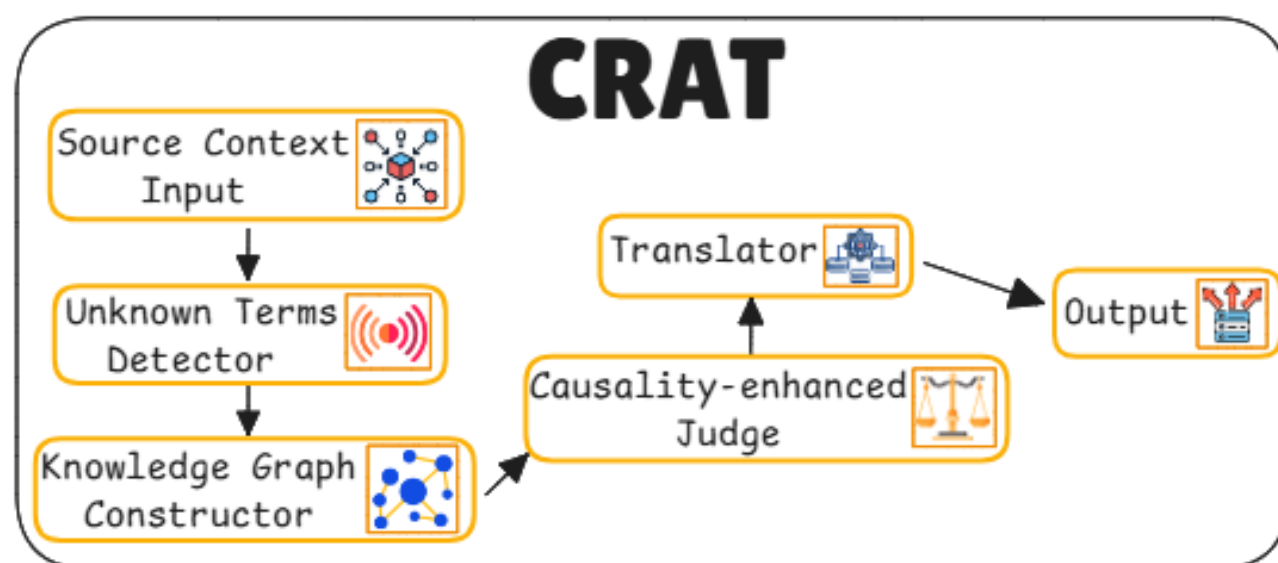 CRAT
Source Context
Input
Unknown Terms
Detector
Knowledge Graph
Constructor
Causality-enhanced
Judge
Translator
Output